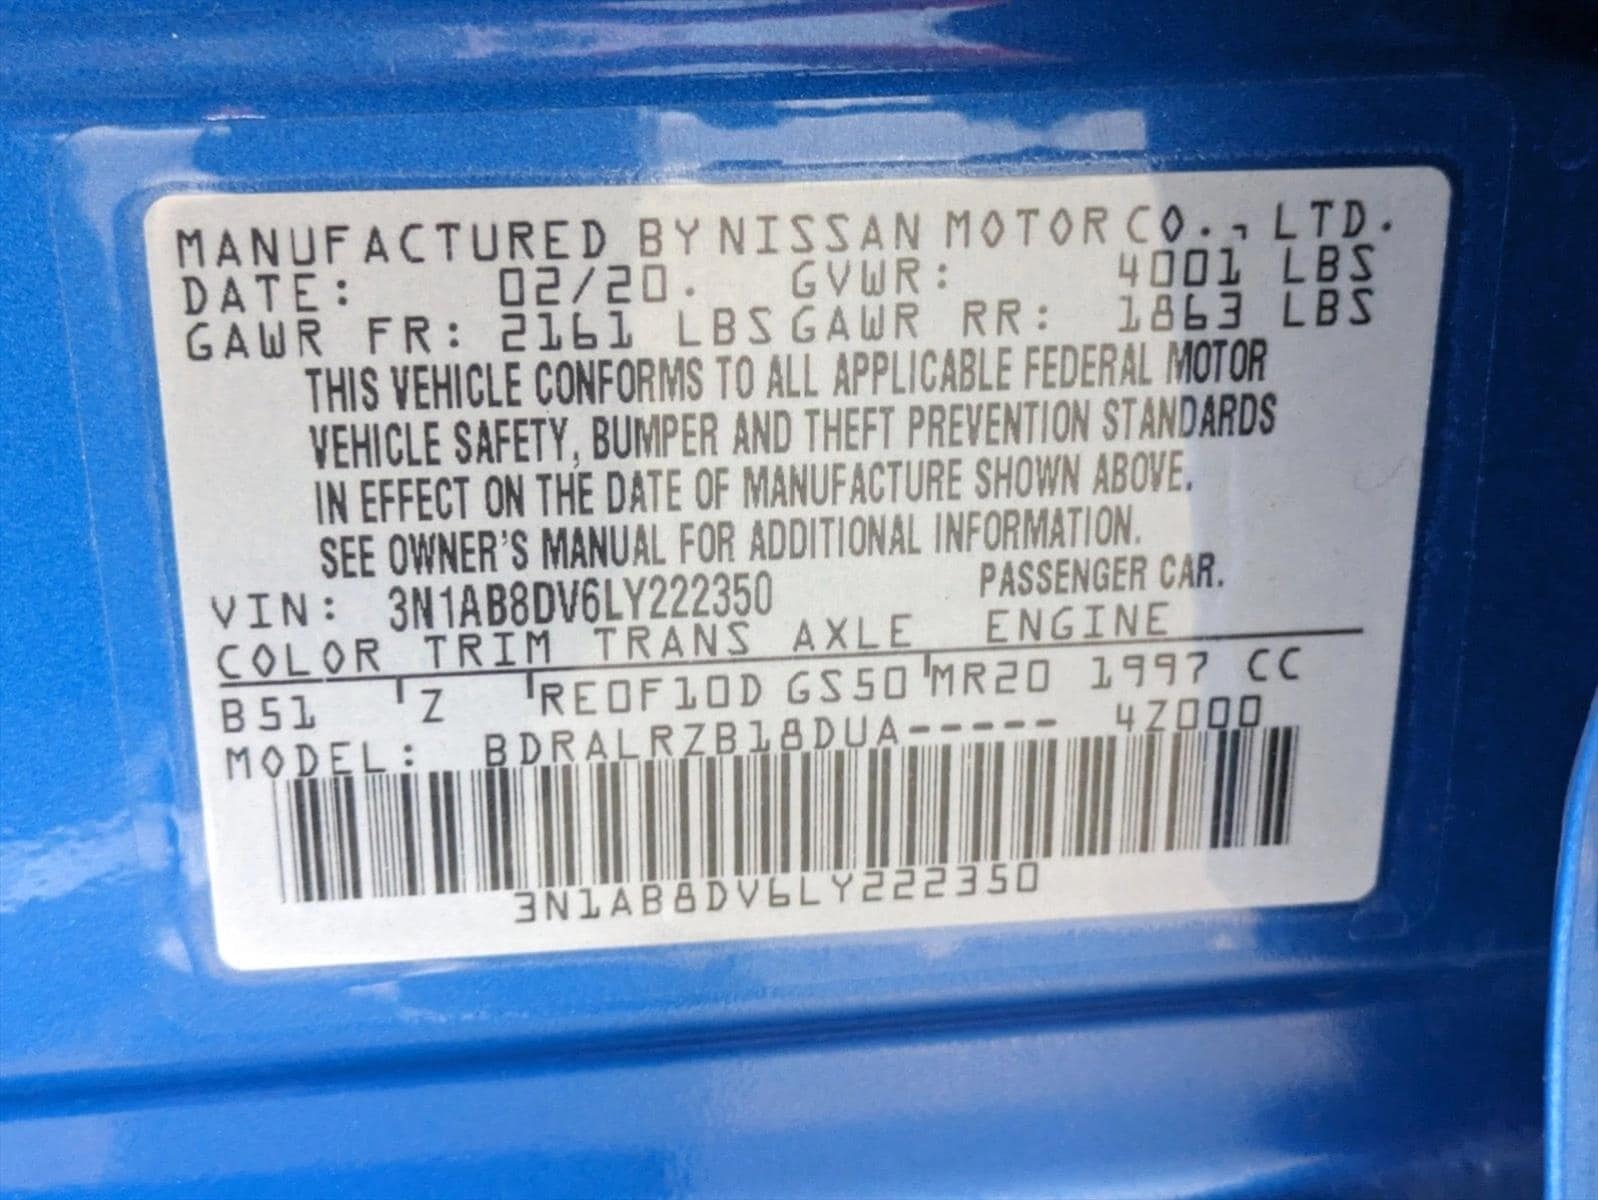 MANUFACTURED BY NISSAN MOTOR CO., LTD.
DATE: 02/20. GVWR: 4001 LBS
GAWR FR: 2161 LBS GAWR RR: 1863 LBS
THIS VEHICLE CONFORMS TO ALL APPLICABLE FEDERAL MOTOR
VEHICLE SAFETY, BUMPER AND THEFT PREVENTION STANDARDS
IN EFFECT ON THE DATE OF MANUFACTURE SHOWN ABOVE.
SEE OWNER'S MANUAL FOR ADDITIONAL INFORMATION.
VIN: 3N1AB8DV6LY222350 PASSENGER CAR.
COLOR TRIM TRANS AXLE ENGINE
B51 Z RE0F10D GS50 MR20 1997 CC
MODEL: BDRALRZB18DUA----- 4Z000
3N1AB8DV6LY222350